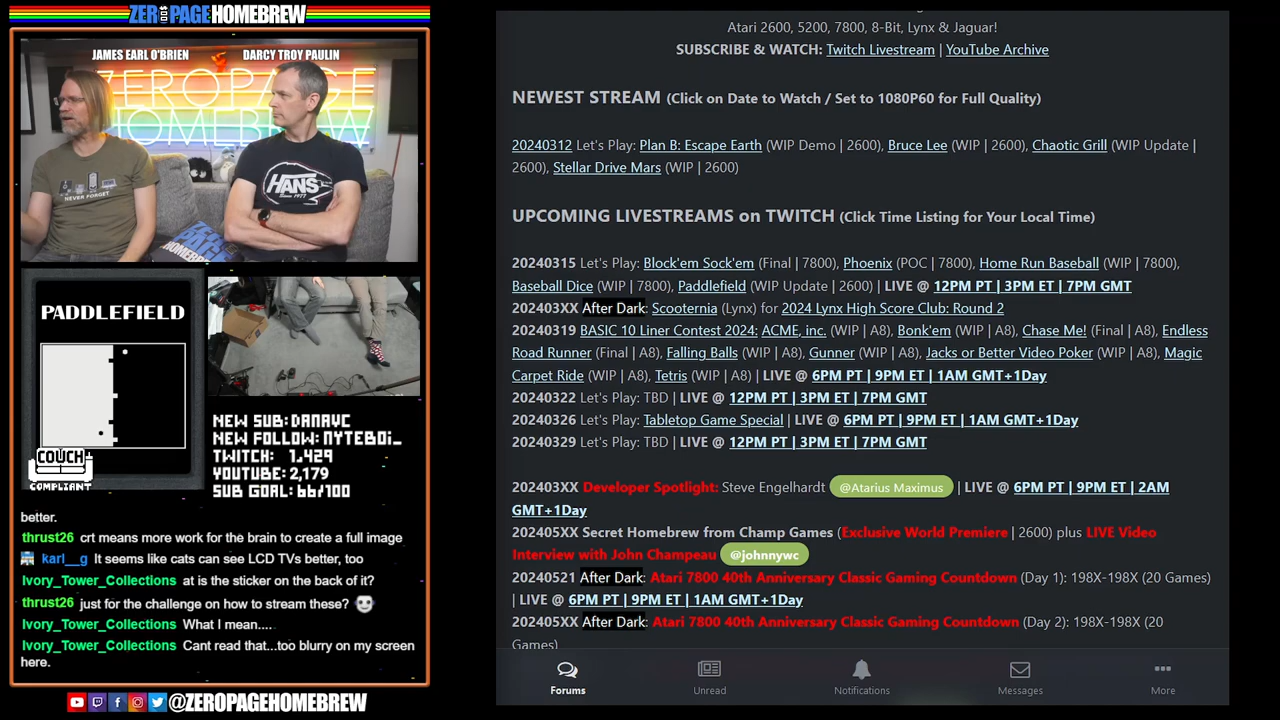 ZEROPAGEHOMEBREW
JAMES EARL O'BRIEN
DARCY TROY PAULIN
ZEROPAGE
HOMEBREW
NEVER FORGET
HANS
Since 1977
ZERO
PAGE
HOMEBREW
PADDLEFIELD
COUCH
COMPLIANT
NEW SUB: DANAVC
NEW FOLLOW: NYTEBOI_
TWITCH: 1,429
YOUTUBE: 2,179
SUB GOAL: 66/100
better.
thrust26 crt means more work for the brain to create a full image
karl__g It seems like cats can see LCD TVs better, too
Ivory_Tower_Collections at is the sticker on the back of it?
thrust26 just for the challenge on how to stream these?
Ivory_Tower_Collections What I mean....
Ivory_Tower_Collections Cant read that...too blurry on my screen
here.
@ZEROPAGEHOMEBREW
Atari 2600, 5200, 7800, 8-Bit, Lynx & Jaguar!
SUBSCRIBE & WATCH: Twitch Livestream | YouTube Archive
NEWEST STREAM (Click on Date to Watch / Set to 1080P60 for Full Quality)
20240312 Let's Play: Plan B: Escape Earth (WIP Demo | 2600), Bruce Lee (WIP | 2600), Chaotic Grill (WIP Update |
2600), Stellar Drive Mars (WIP | 2600)
UPCOMING LIVESTREAMS on TWITCH (Click Time Listing for Your Local Time)
20240315 Let's Play: Block'em Sock'em (Final | 7800), Phoenix (POC | 7800), Home Run Baseball (WIP | 7800),
Baseball Dice (WIP | 7800), Paddlefield (WIP Update | 2600) | LIVE @ 12PM PT | 3PM ET | 7PM GMT
202403XX After Dark: Scooternia (Lynx) for 2024 Lynx High Score Club: Round 2
20240319 BASIC 10 Liner Contest 2024: ACME, inc. (WIP | A8), Bonk'em (WIP | A8), Chase Me! (Final | A8), Endless
Road Runner (Final | A8), Falling Balls (WIP | A8), Gunner (WIP | A8), Jacks or Better Video Poker (WIP | A8), Magic
Carpet Ride (WIP | A8), Tetris (WIP | A8) | LIVE @ 6PM PT | 9PM ET | 1AM GMT+1Day
20240322 Let's Play: TBD | LIVE @ 12PM PT | 3PM ET | 7PM GMT
20240326 Let's Play: Tabletop Game Special | LIVE @ 6PM PT | 9PM ET | 1AM GMT+1Day
20240329 Let's Play: TBD | LIVE @ 12PM PT | 3PM ET | 7PM GMT
202403XX Developer Spotlight: Steve Engelhardt @Atarius Maximus | LIVE @ 6PM PT | 9PM ET | 2AM
GMT+1Day
202405XX Secret Homebrew from Champ Games (Exclusive World Premiere | 2600) plus LIVE Video
Interview with John Champeau @johnnywc
20240521 After Dark: Atari 7800 40th Anniversary Classic Gaming Countdown (Day 1): 198X-198X (20 Games)
| LIVE @ 6PM PT | 9PM ET | 1AM GMT+1Day
202405XX After Dark: Atari 7800 40th Anniversary Classic Gaming Countdown (Day 2): 198X-198X (20
Games)
Forums
Unread
Notifications
Messages
More